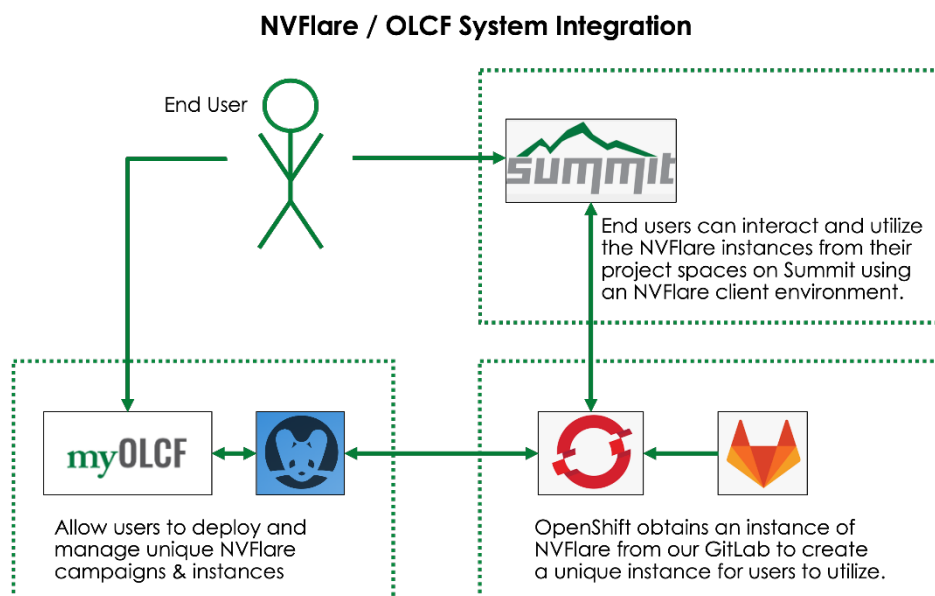 NVFlare / OLCF System Integration
End User
summit
End users can interact and utilize
the NVFlare instances from their
project spaces on Summit using
an NVFlare client environment.
myOLCF
Allow users to deploy and
manage unique NVFlare
campaigns & instances
OpenShift obtains an instance of
NVFlare from our GitLab to create
a unique instance for users to utilize.